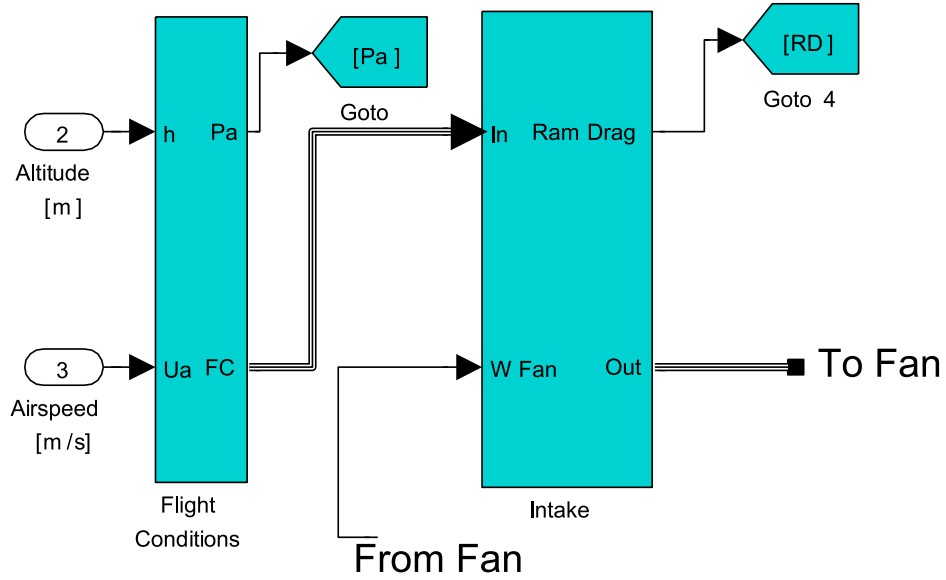 [Pa]
Goto
[RD]
Goto 4
2
Altitude
[m]
h
Pa
In
Ram Drag
3
Airspeed
[m/s]
Ua
FC
W Fan
Out
To Fan
Flight
Conditions
Intake
From Fan